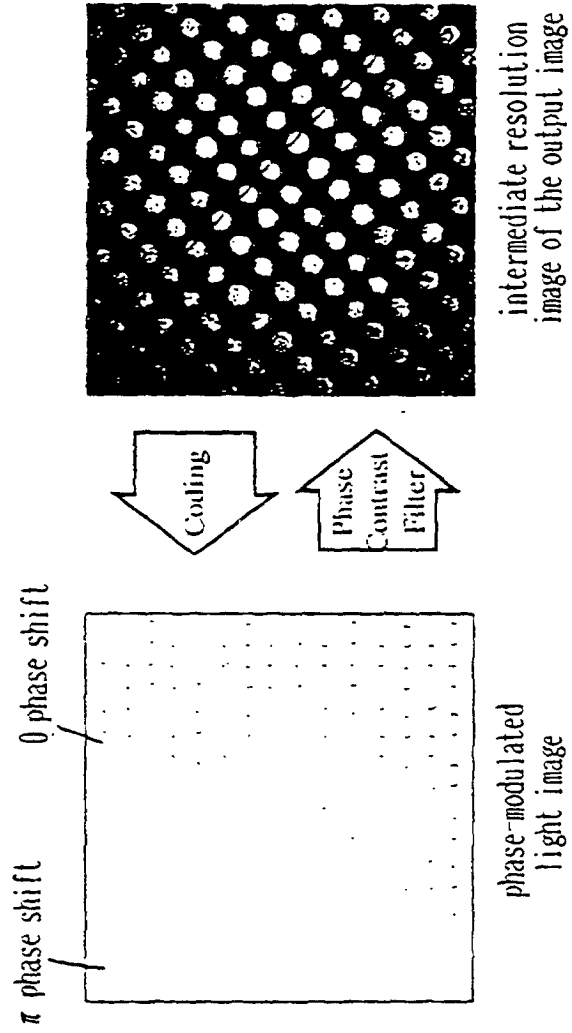 π phase shift
0 phase shift
Coding
Phase
Contrast
Filter
phase-modulated
light image
intermediate resolution
image of the output image